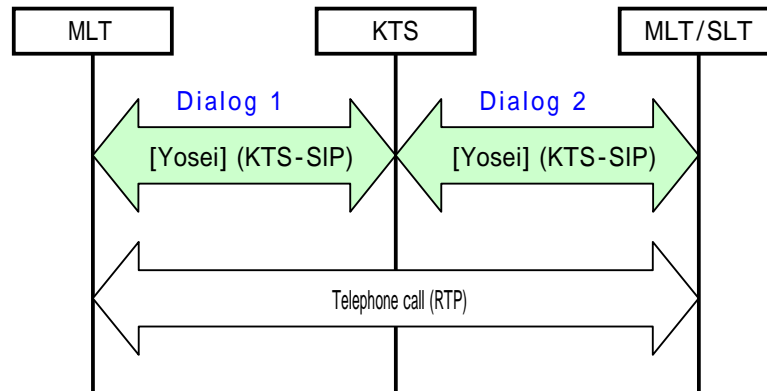 MLT
KTS
MLT/SLT
Dialog 1
Dialog 2
[Yosei] (KTS-SIP)
[Yosei] (KTS-SIP)
Telephone call (RTP)